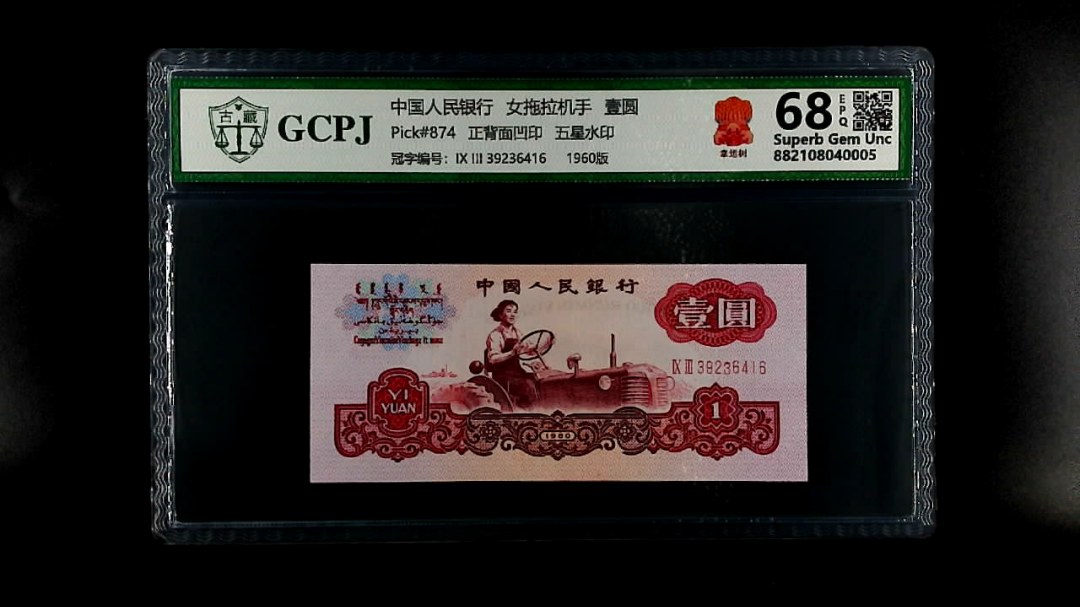 古藏
GCPJ
中国人民银行 女拖拉机手 壹圆
Pick#874 正背面凹印 五星水印
冠字编号: IX III 39236416 1960版
幸运树
68
EPQ
Superb Gem Unc
882108040005
中國人民銀行
壹圓
IX III 39236416
YI
YUAN
1960
1